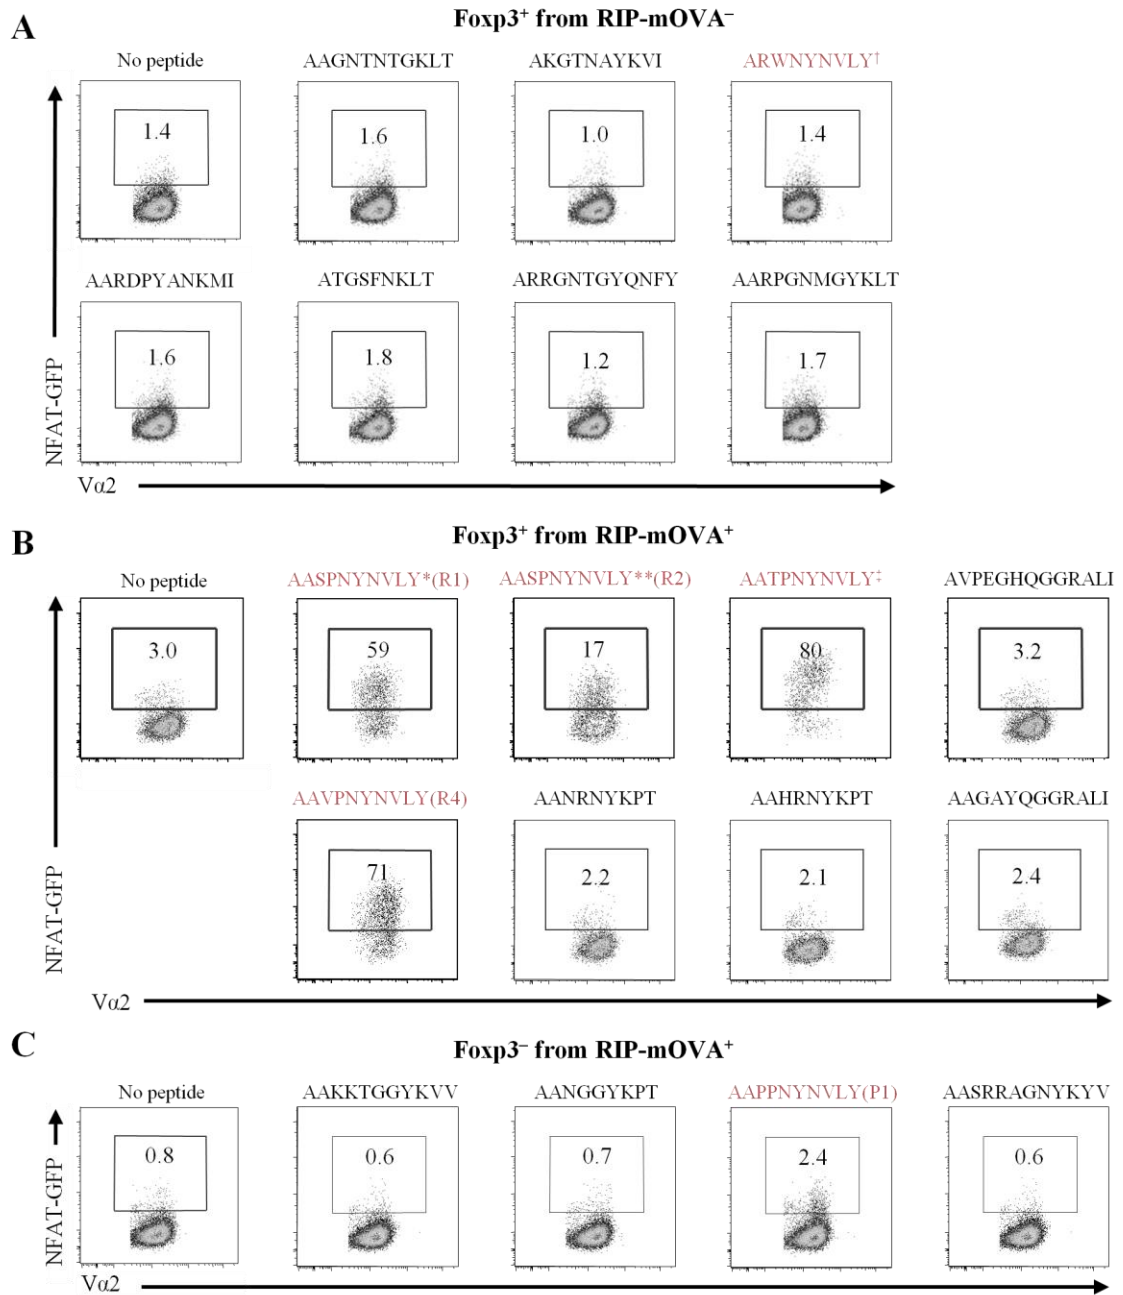 A
Foxp3⁺ from RIP-mOVA⁻
No peptide
AAGNTNTGKLT
AKGTNAYKVI
ARWNYNVLY†
1.4
1.6
1.0
1.4
AARDPYANKMI
ATGSFNKLT
ARRGNTGYQNFY
AARPGNMGYKLT
1.6
1.8
1.2
1.7
NFAT-GFP
Vα2
B
Foxp3⁺ from RIP-mOVA⁺
No peptide
AASPNYNVLY*(R1)
AASPNYNVLY**(R2)
AATPNYNVLY‡
AVPEGHQGGRALI
3.0
59
17
80
3.2
AAVPNYNVLY(R4)
AANRNYKPT
AAHRNYKPT
AAGAYQGGRALI
71
2.2
2.1
2.4
NFAT-GFP
Vα2
C
Foxp3⁻ from RIP-mOVA⁺
No peptide
AAKKTGGYKVV
AANGGYKPT
AAPPNYNVLY(P1)
AASRRAGNYKYV
0.8
0.6
0.7
2.4
0.6
NFAT-GFP
Vα2